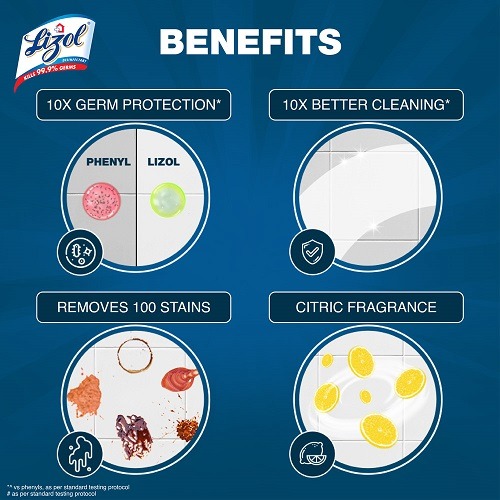 Lizol
DISINFECTANT
KILLS 99.9% GERMS
BENEFITS
10X GERM PROTECTION*
10X BETTER CLEANING*
PHENYL
LIZOL
REMOVES 100 STAINS
CITRIC FRAGRANCE
** vs phenyls, as per standard testing protocol
# as per standard testing protocol